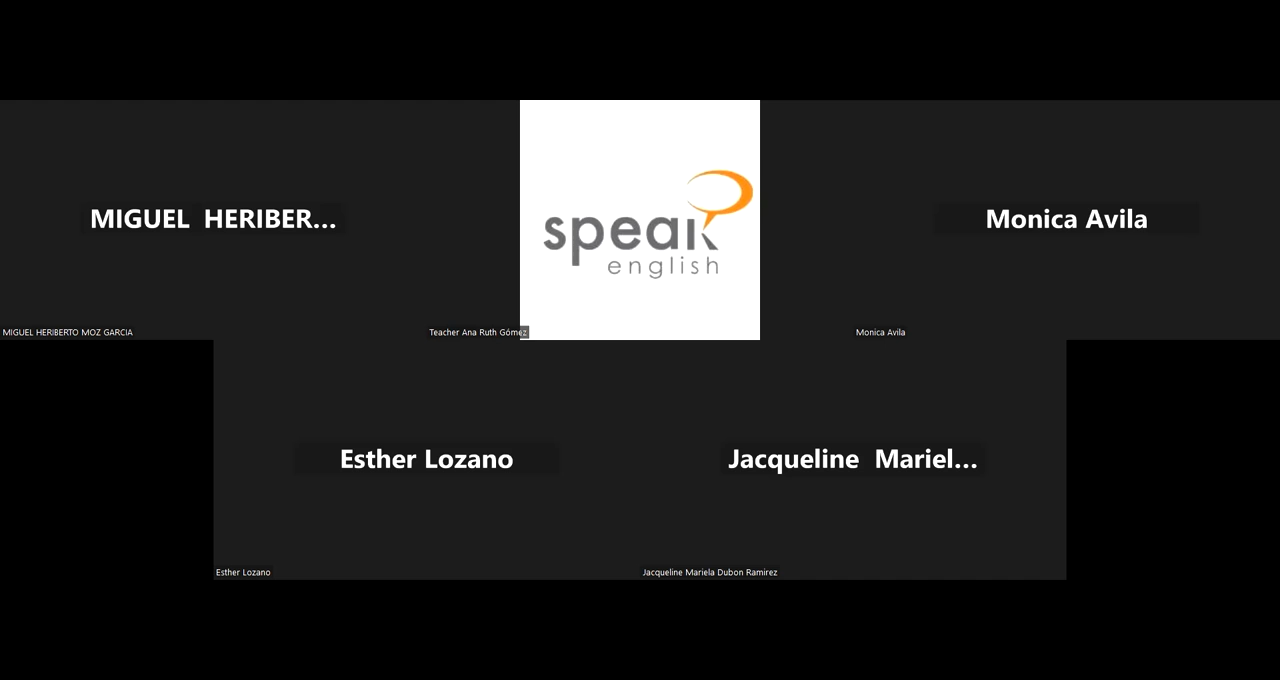 MIGUEL HERIBER...
speak
english
Monica Avila
MIGUEL HERIBERTO MOZ GARCIA
Teacher Ana Ruth Gómez
Monica Avila
Esther Lozano
Jacqueline Mariel...
Esther Lozano
Jacqueline Mariela Dubon Ramirez